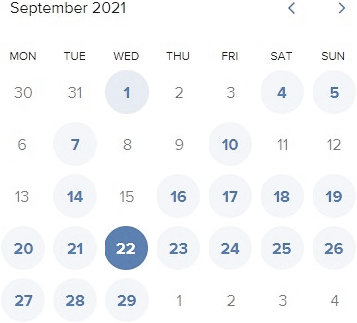 September 2021
MON TUE WED THU FRI SAT SUN
30 31 1 2 3 4 5
6 7 8 9 10 11 12
13 14 15 16 17 18 19
20 21 22 23 24 25 26
27 28 29 1 2 3 4